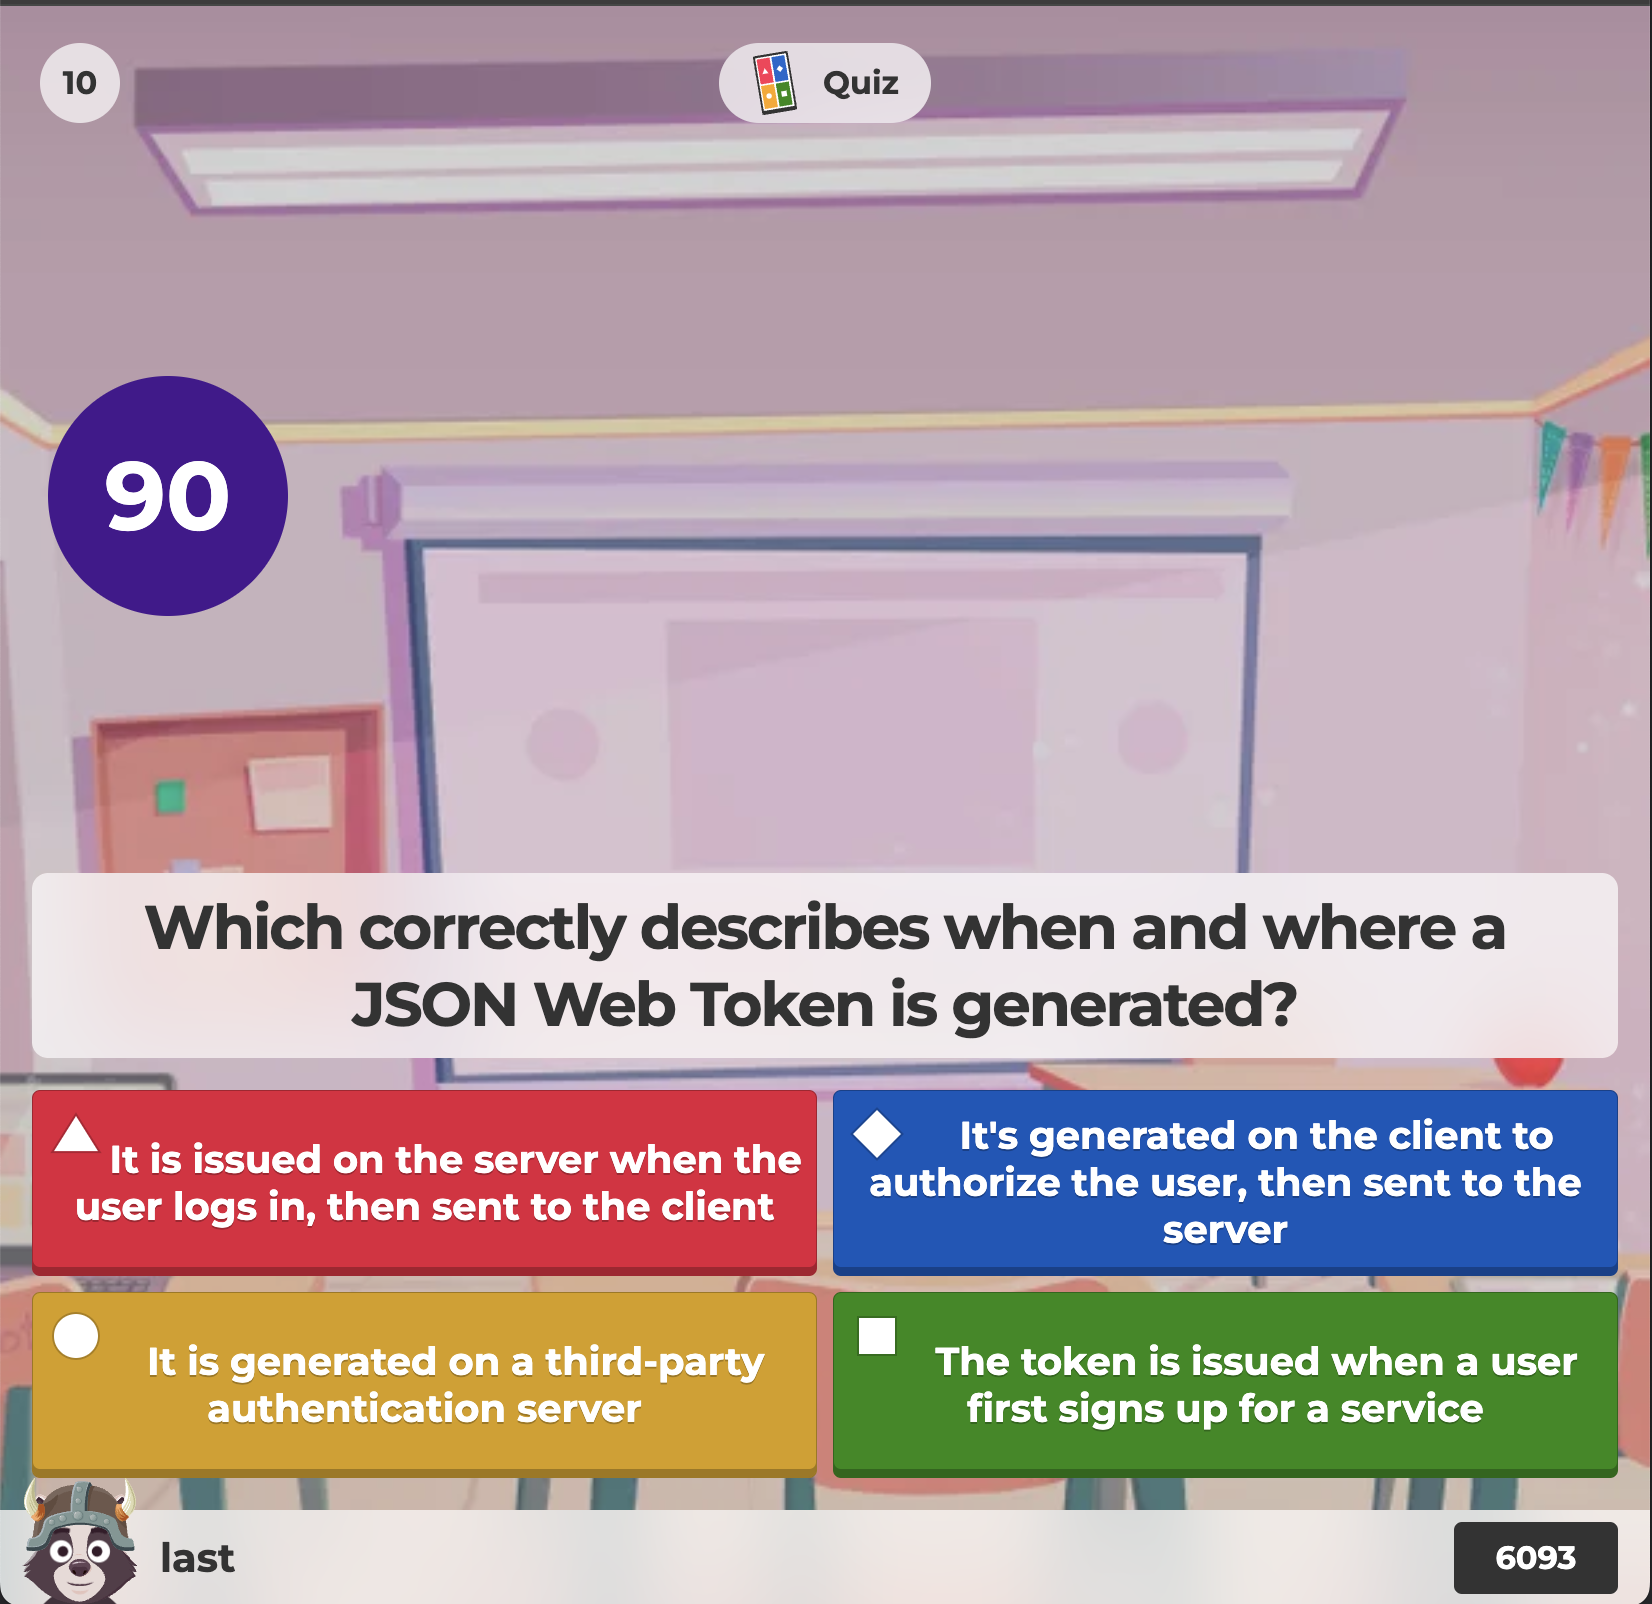 10
Quiz
90
Which correctly describes when and where a
JSON Web Token is generated?
It is issued on the server when the
user logs in, then sent to the client
It's generated on the client to
authorize the user, then sent to the
server
It is generated on a third-party
authentication server
The token is issued when a user
first signs up for a service
last
6093